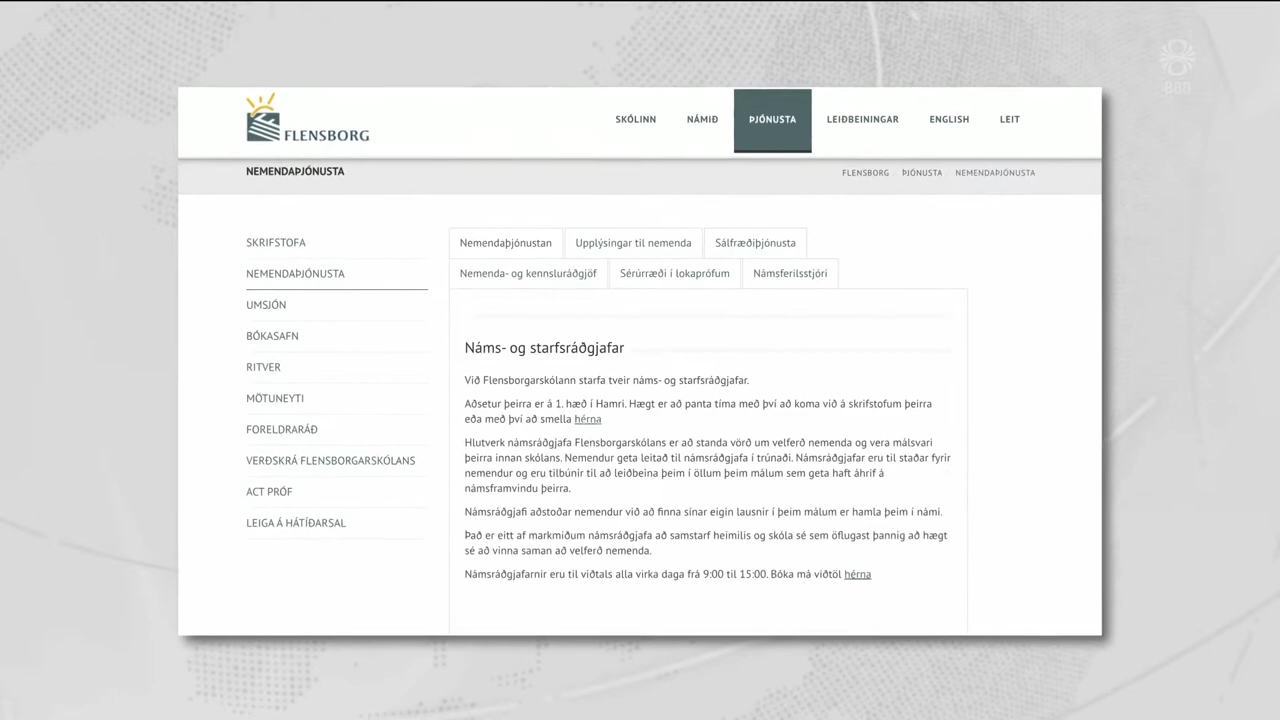 FLENSBORG
SKÓLINN
NÁMIÐ
ÞJÓNUSTA
LEIÐBEININGAR
ENGLISH
LEIT
NEMENDAÞJÓNUSTA
FLENSBORG
ÞJÓNUSTA
NEMENDAÞJÓNUSTA
SKRIFSTOFA
NEMENDAÞJÓNUSTA
UMSJÓN
BÓKASAFN
RITVER
MÖTUNEYTI
FORELDRARÁÐ
VERÐSKRÁ FLENSBORGARSKÓLANS
ACT PRÓF
LEIGA Á HÁTÍÐARSAL
Nemendaþjónustan
Upplýsingar til nemenda
Sálfræðiþjónusta
Nemenda- og kennsluráðgjöf
Sérúrræði í lokaprófum
Námsferilsstjóri
Náms- og starfsráðgjafar
Við Flensborgarskólann starfa tveir náms- og starfsráðgjafar.
Aðsetur þeirra er á 1. hæð í Hamri. Hægt er að panta tíma með því að koma við á skrifstofum þeirra
eða með því að smella hérna
Hlutverk námsráðgjafa Flensborgarskólans er að standa vörð um velferð nemenda og vera málsvari
þeirra innan skólans. Nemendur geta leitað til námsráðgjafa í trúnaði. Námsráðgjafar eru til staðar fyrir
nemendur og eru tilbúnir til að leiðbeina þeim í öllum þeim málum sem geta haft áhrif á
námsframvindu þeirra.
Námsráðgjafi aðstoðar nemendur við að finna sínar eigin lausnir í þeim málum er hamla þeim í námi.
Það er eitt af markmiðum námsráðgjafa að samstarf heimilis og skóla sé sem öflugast þannig að hægt
sé að vinna saman að velferð nemenda.
Námsráðgjafarnir eru til viðtals alla virka daga frá 9:00 til 15:00. Bóka má viðtöl hérna